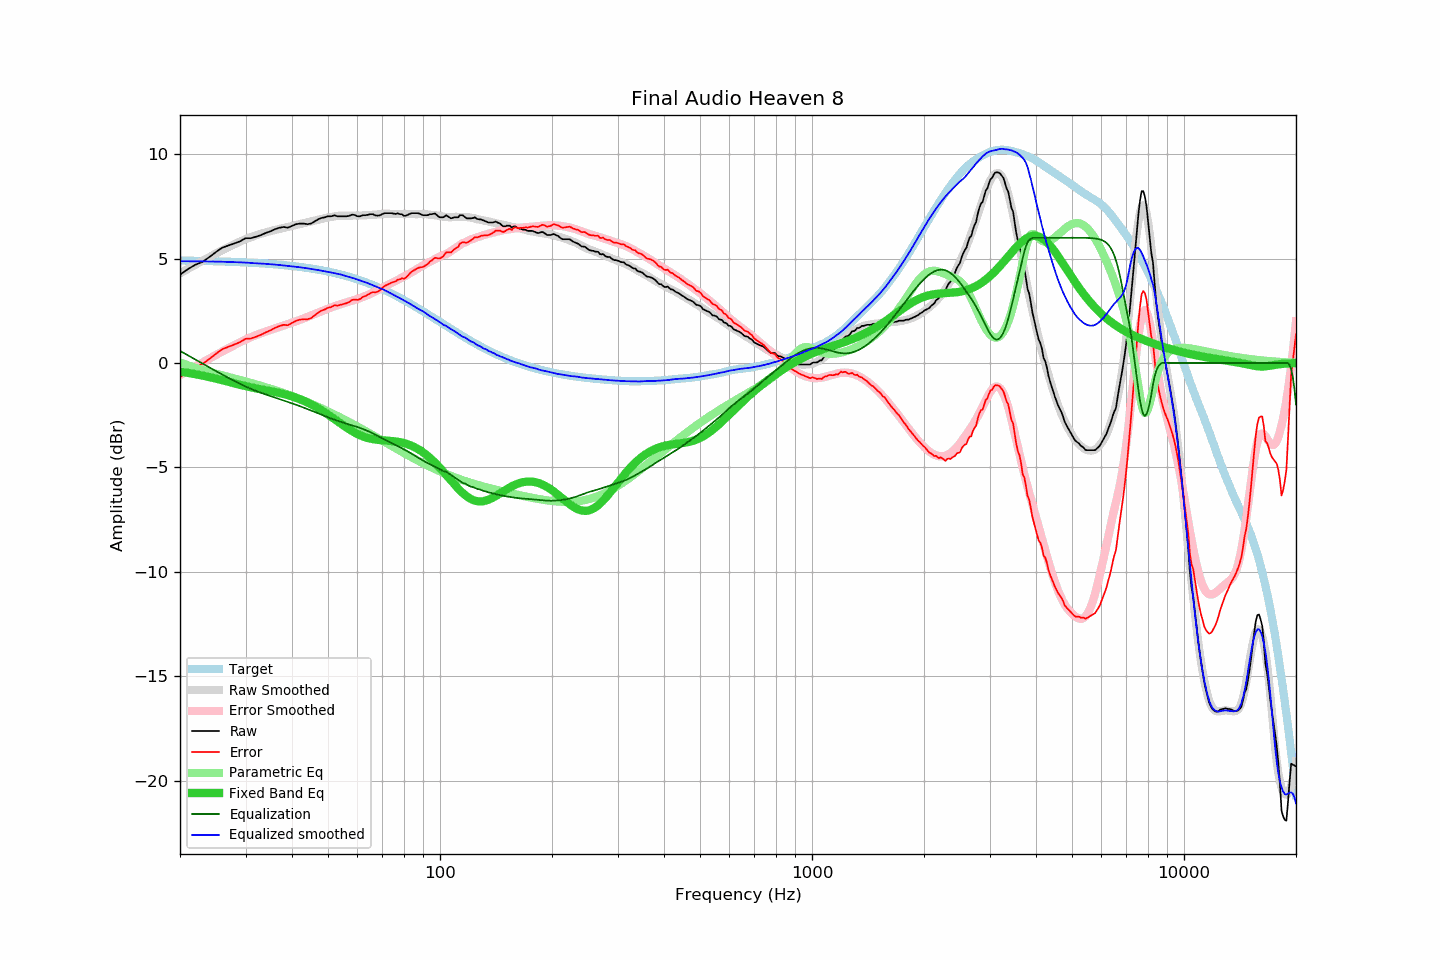 Final Audio Heaven 8
Amplitude (dBr)
10
5
0
−5
−10
−15
−20
Target
Raw Smoothed
Error Smoothed
Raw
Error
Parametric Eq
Fixed Band Eq
Equalization
Equalized smoothed
100
1000
10000
Frequency (Hz)